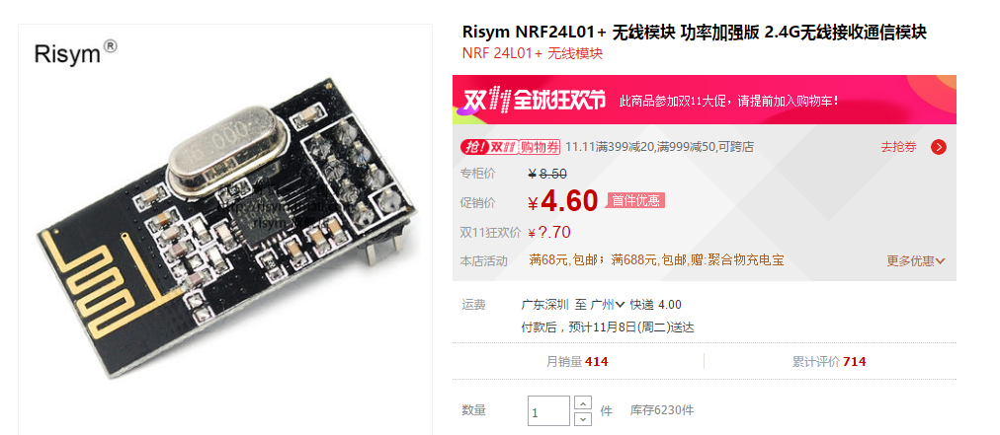 Risym®
Risym NRF24L01+ 无线模块 功率加强版 2.4G无线接收通信模块
NRF 24L01+ 无线模块
双11全球狂欢节 此商品参加双11大促，请提前加入购物车！
抢！双11购物券 11.11满399减20,满999减50,可跨店 去抢券
专柜价 ¥ 8.50
促销价 ¥ 4.60 首件优惠
双11狂欢价 ¥ ?.70
本店活动 满68元,包邮；满688元,包邮,赠:聚合物充电宝 更多优惠
运费 广东深圳 至 广州 快递 4.00
付款后，预计11月8日(周二)送达
月销量 414 累计评价 714
数量 1 件 库存6230件